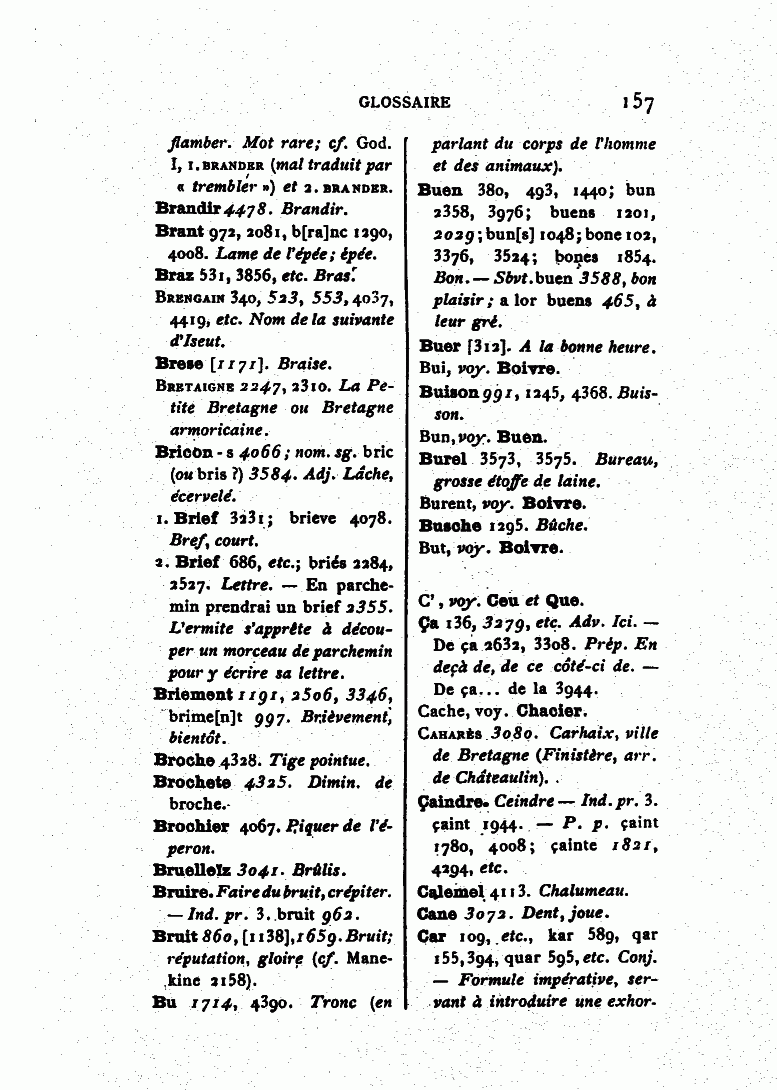 GLOSSAIRE 157
flamber. Mot rare; cf. God.
I, 1. BRANDER (mal traduit par
« trembler ») et 2. BRANDER.
Brandir 4478. Brandir.
Brant 972, 2081, b[ra]nc 1290,
4008. Lame de l'épée; épée.
Braz 531, 3856, etc. Bras.
BRENGAIN 340, 523, 553, 4037,
4419, etc. Nom de la suivante
d'Iseut.
Brese [1171]. Braise.
BRETAIGNE 2247, 2310. La Pe-
tite Bretagne ou Bretagne
armoricaine.
Bricon-s 4066; nom. sg. bric
(ou bris ?) 3584. Adj. Lâche,
écervelé.
1. Brief 3231; brieve 4078.
Bref, court.
2. Brief 686, etc.; briés 2284,
2527. Lettre. — En parche-
min prendrai un brief 2355.
L'ermite s'apprête à décou-
per un morceau de parchemin
pour y écrire sa lettre.
Briement 1191, 2506, 3346,
brime[n]t 997. Brièvement,
bientôt.
Broche 4328. Tige pointue.
Brochete 4325. Dimin. de
broche.
Brochier 4067. Piquer de l'é-
peron.
Bruelleiz 3041. Brûlis.
Bruire. Faire du bruit, crépiter.
— Ind. pr. 3. bruit 962.
Bruit 860, [1138], 1659. Bruit;
réputation, gloire (cf. Mane-
kine 2158).
Bu 1714, 4390. Tronc (en
parlant du corps de l'homme
et des animaux).
Buen 380, 493, 1440; bun
2358, 3976; buens 1201,
2029; bun[s] 1048; bone 102,
3376, 3524; bones 1854.
Bon. — Sbvt. buen 3588, bon
plaisir; a lor buens 465, à
leur gré.
Buer [312]. A la bonne heure.
Bui, voy. Boivre.
Buison 991, 1245, 4368. Buis-
son.
Bun, voy. Buen.
Burel 3573, 3575. Bureau,
grosse étoffe de laine.
Burent, voy. Boivre.
Busche 1295. Bûche.
But, voy. Boivre.
C', voy. Ceu et Que.
Ça 136, 3279, etc. Adv. Ici. —
De ça 2632, 3308. Prép. En
deçà de, de ce côté-ci de. —
De ça... de la 3944.
Cache, voy. Chacier.
CAHARÈS 3080. Carhaix, ville
de Bretagne (Finistère, arr.
de Châteaulin).
Çaindre. Ceindre — Ind. pr. 3.
çaint 1944. — P. p. çaint
1780, 4008; çainte 1821,
4294, etc.
Calemel 4113. Chalumeau.
Cane 3072. Dent, joue.
Car 109, etc., kar 589, qar
155, 394, quar 595, etc. Conj.
— Formule impérative, ser-
vant à introduire une exhor-